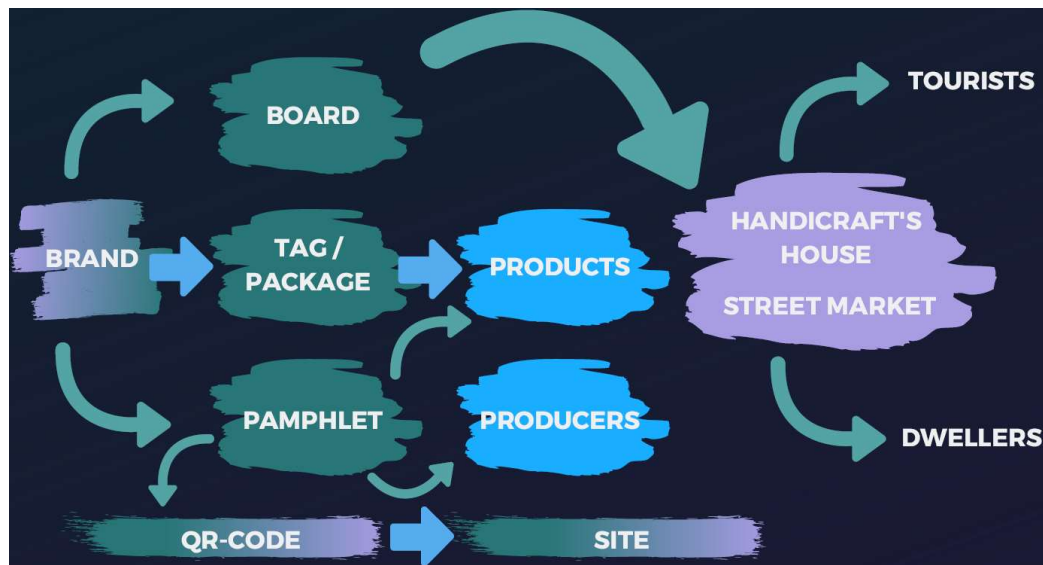 BOARD
TOURISTS
BRAND
TAG /
PACKAGE
PRODUCTS
HANDICRAFT'S
HOUSE
STREET MARKET
PAMPHLET
PRODUCERS
DWELLERS
QR-CODE
SITE